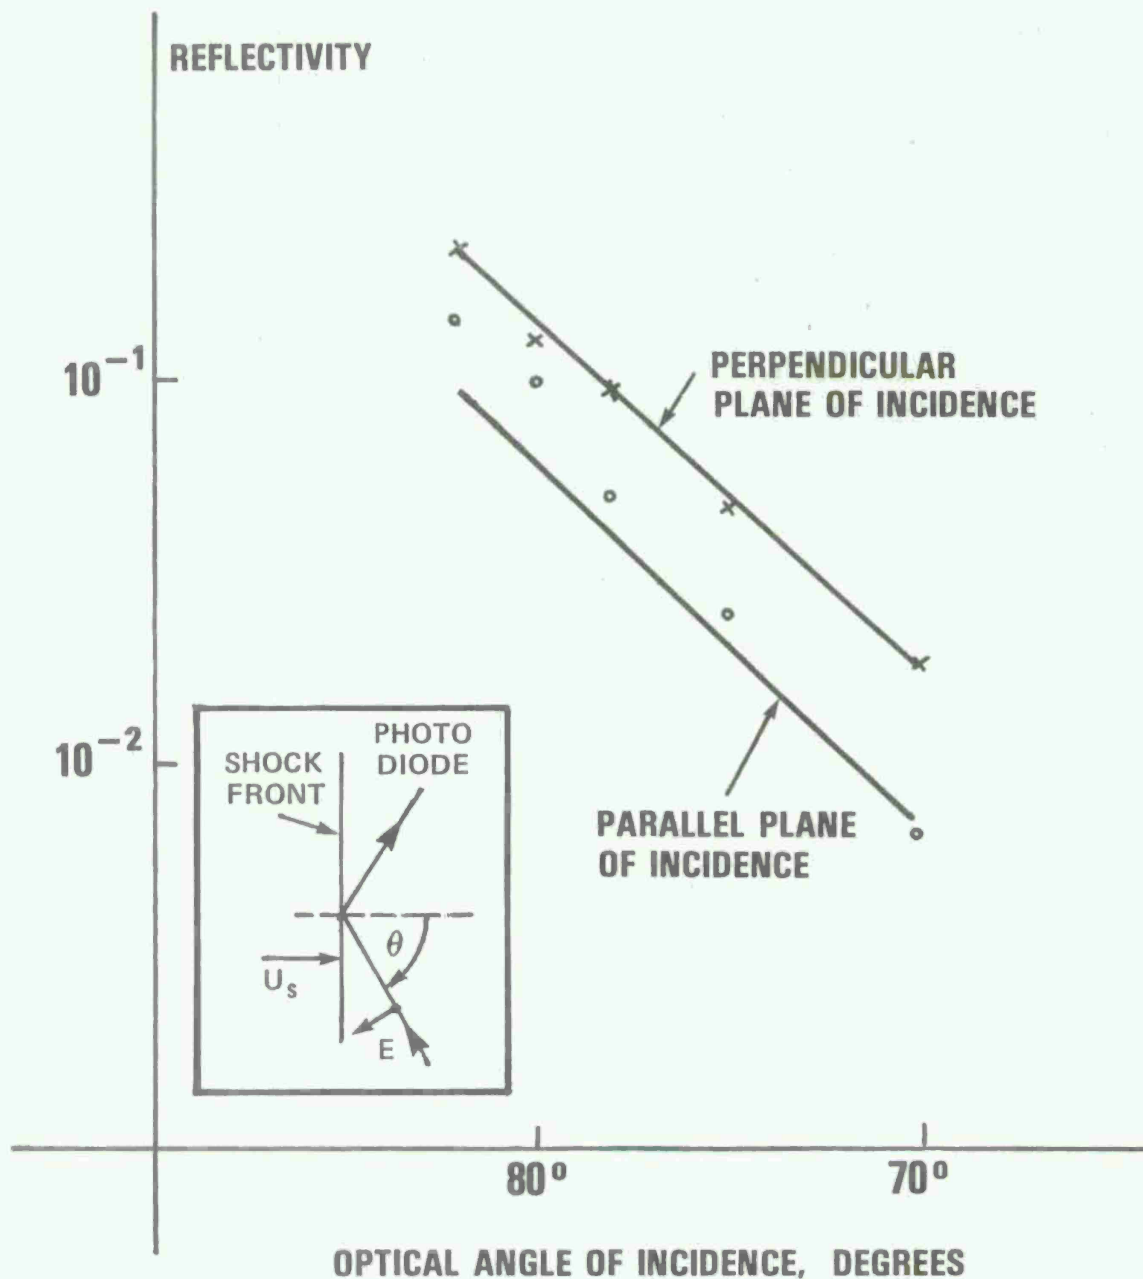 REFLECTIVITY
10⁻¹
PERPENDICULAR
PLANE OF INCIDENCE
10⁻²
PHOTO
DIODE
SHOCK
FRONT
PARALLEL PLANE
OF INCIDENCE
θ
Uₛ
E
80°
70°
OPTICAL ANGLE OF INCIDENCE, DEGREES